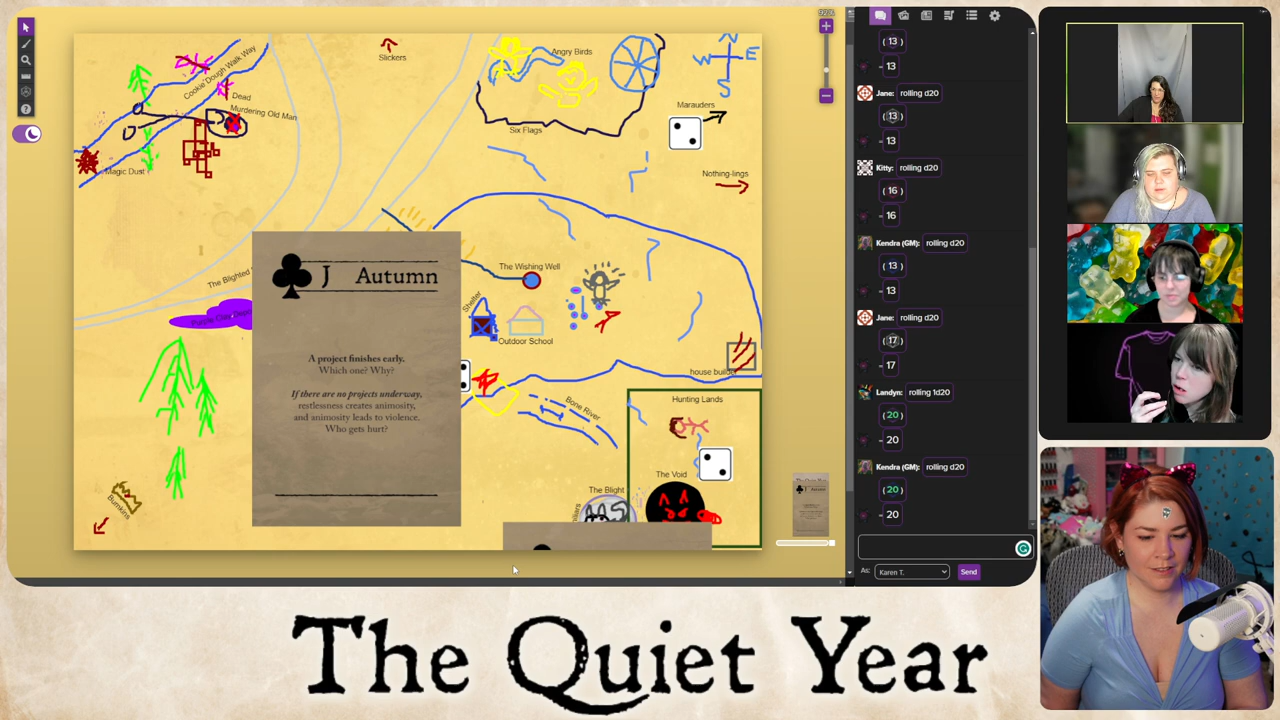 Cookie Dough Walk Way
Dead
Murdering Old Man
Magic Dust
Slickers
Angry Birds
Six Flags
N
W
E
S
Marauders
Nothing-lings
The Blighted
Purple Clay Depo
The Wishing Well
Shelter
Outdoor School
house builder
Bone River
Hunting Lands
The Void
The Blight
Bumkins
J Autumn
A project finishes early.
Which one? Why?
If there are no projects underway,
restlessness creates animosity,
and animosity leads to violence.
Who gets hurt?
(13)
= 13
Jane: rolling d20
(13)
= 13
Kitty: rolling d20
(16)
= 16
Kendra (GM): rolling d20
(13)
= 13
Jane: rolling d20
(17)
= 17
Landyn: rolling 1d20
(20)
= 20
Kendra (GM): rolling d20
(20)
= 20
As: Karen T. Send
The Quiet Year